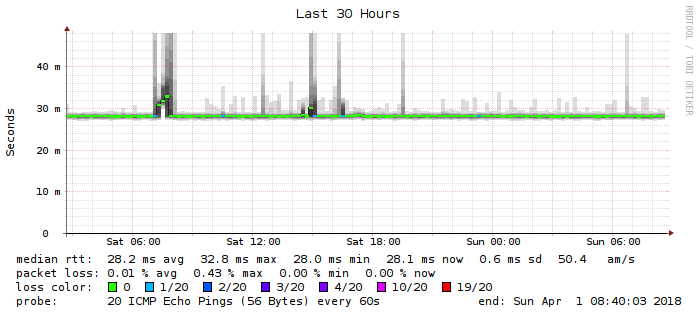 Last 30 Hours
RRDTOOL / TOBI OETIKER
Seconds
40 m
30 m
20 m
10 m
0
Sat 06:00 Sat 12:00 Sat 18:00 Sun 00:00 Sun 06:00
median rtt: 28.2 ms avg 32.8 ms max 28.0 ms min 28.1 ms now 0.6 ms sd 50.4 am/s
packet loss: 0.01 % avg 0.43 % max 0.00 % min 0.00 % now
loss color: 0 1/20 2/20 3/20 4/20 10/20 19/20
probe: 20 ICMP Echo Pings (56 Bytes) every 60s end: Sun Apr 1 08:40:03 2018